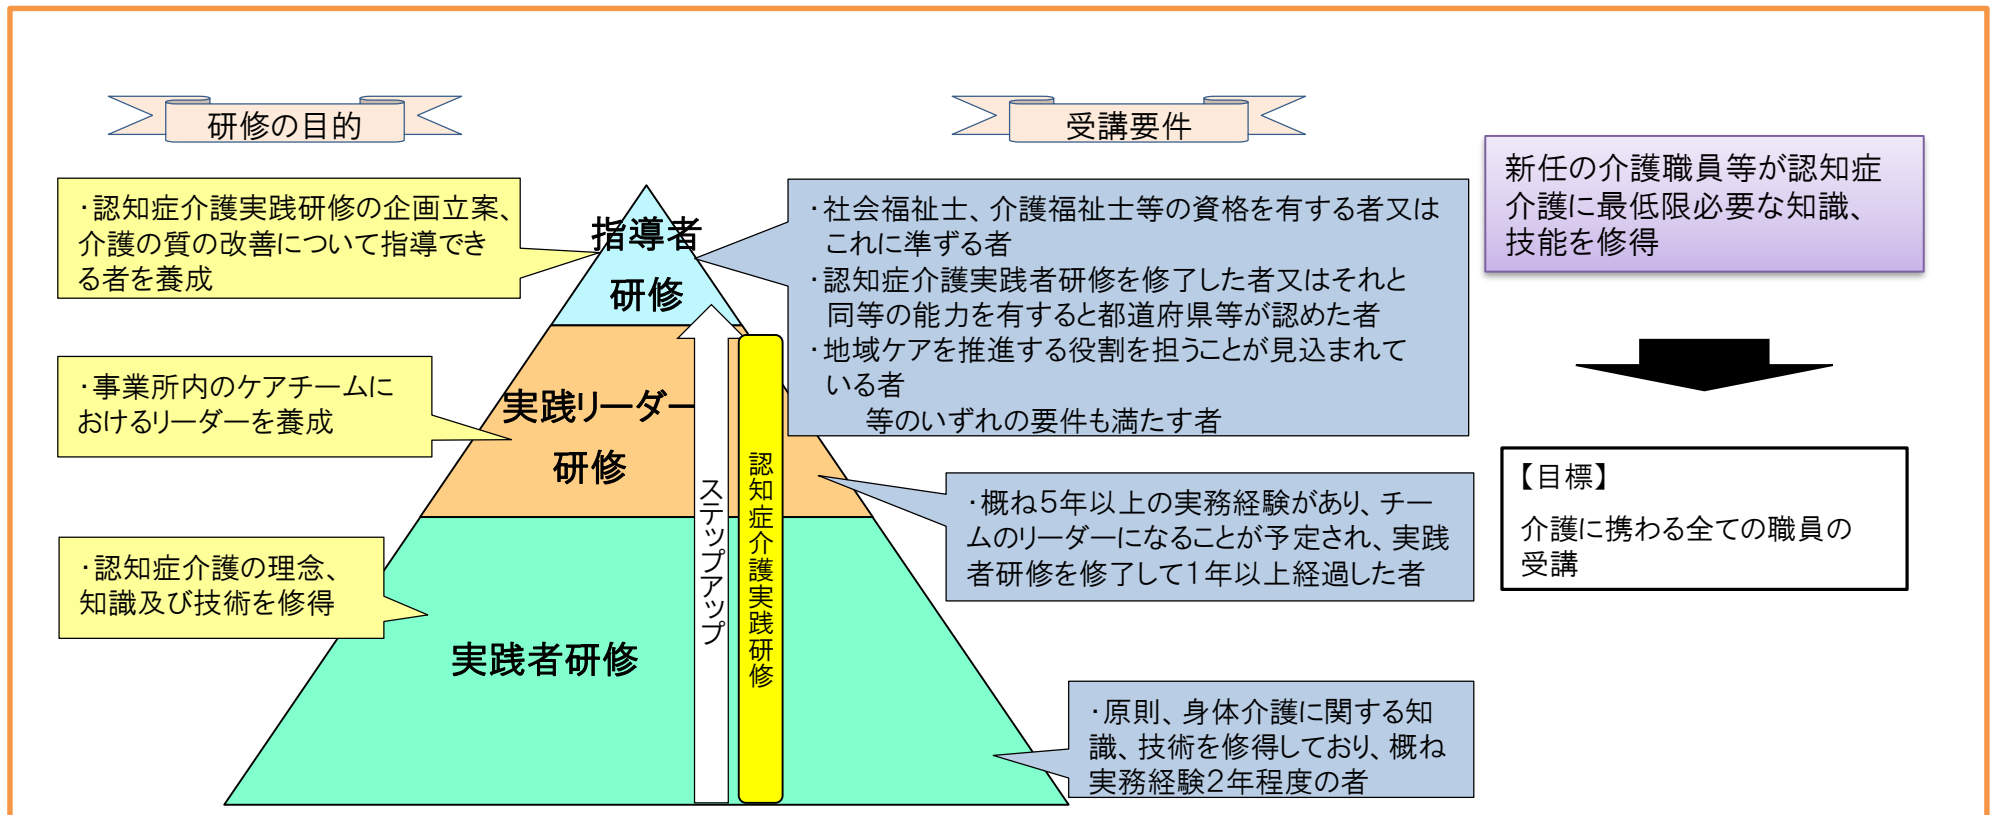 研修の目的
受講要件
・認知症介護実践研修の企画立案、
介護の質の改善について指導でき
る者を養成
・事業所内のケアチームに
おけるリーダーを養成
・認知症介護の理念、
知識及び技術を修得
指導者
研修
実践リーダー
研修
実践者研修
ステップアップ
認知症介護実践研修
・社会福祉士、介護福祉士等の資格を有する者又は
これに準ずる者
・認知症介護実践者研修を修了した者又はそれと
同等の能力を有すると都道府県等が認めた者
・地域ケアを推進する役割を担うことが見込まれて
いる者
等のいずれの要件も満たす者
・概ね5年以上の実務経験があり、チー
ムのリーダーになることが予定され、実践
者研修を修了して1年以上経過した者
・原則、身体介護に関する知
識、技術を修得しており、概ね
実務経験2年程度の者
新任の介護職員等が認知症
介護に最低限必要な知識、
技能を修得
【目標】
介護に携わる全ての職員の
受講